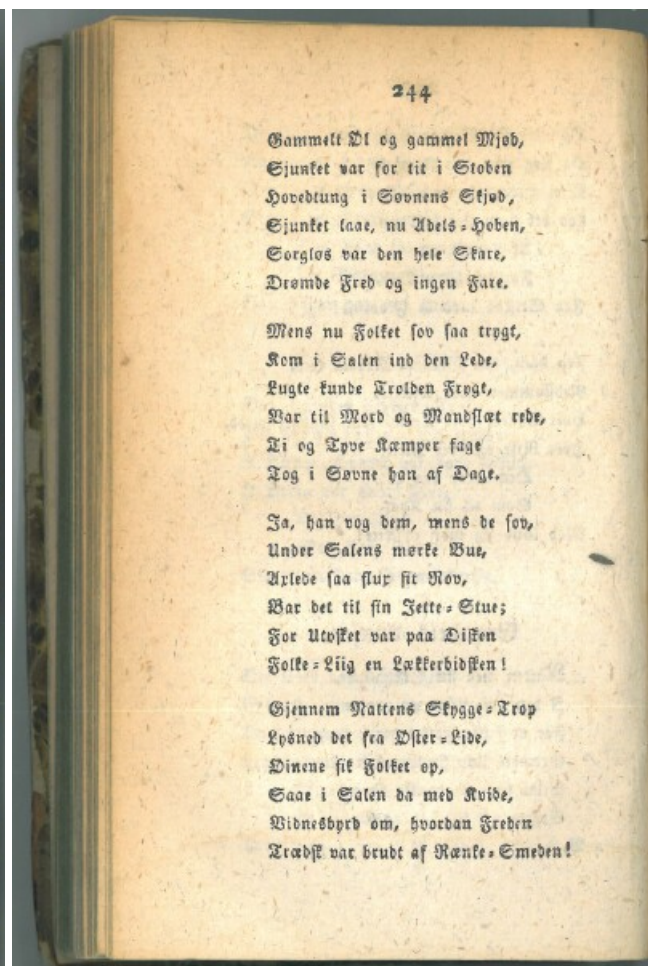 244
Gammelt Øl og gammel Mjød,
Sjunket var for tit i Stoben
Hovedtung i Søvnens Skjød,
Sjunket laae, nu Adels-Hoben,
Sorgløs var den hele Skare,
Drømde Fred og ingen Fare.
Mens nu Folket sov saa trygt,
Kom i Salen ind den Lede,
Lugte kunde Trolden Frygt,
Var til Mord og Mandslæt rede,
Ti og Tyve Kæmper fage
Tog i Søvne han af Dage.
Ja, han vog dem, mens de sov,
Under Salens mørke Bue,
Axlede saa flux sit Rov,
Bar det til sin Jette-Stue;
For Utysket var paa Disken
Folke-Liig en Lækkerbidsken!
Gjennem Nattens Skygge-Trop
Lysned det fra Øster-Lide,
Øinene fik Folket op,
Saae i Salen da med Kvide,
Vidnesbyrd om, hvordan Freden
Trædsk var brudt af Rænke-Smeden!